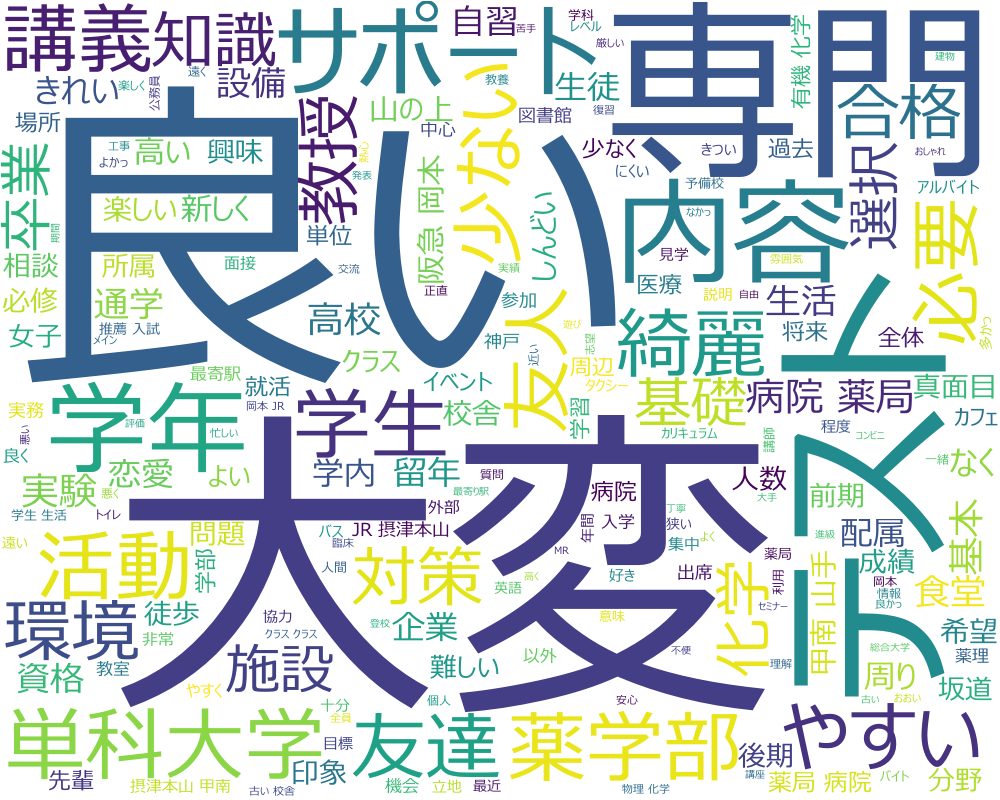 講義
知識
サポート
自習
苦手
学科
レベル
厳しい
専門
建物
きれい
遠く
楽しく
公務員
設備
教養
生徒
復習
有機 化学
合格
場所
工事
よかっ
高い
興味
安心
発表
教授
山の上
中心
少ない
図書館
少なく
きつい
過去
にくい
おしゃれ
卒業
良い
楽しい
新しく
単位
岡本
阪急
しんどい
予備校
なかっ
内容
見学
雰囲気
選択
アルバイト
必要
相談
所属
面接
交流
正直
実績
医療
説明
生活
必修
通学
高校
参加
友人
遊び
自由
将来
全体
多かっ
女子
推薦 入試
メイン
神戸
近い
志望
綺麗
クラス
周辺
タクシー
最寄駅
就活
イベント
基礎
病院 薬局
真面目
実務
悪い
岡本 JR
学年
評価
忙しい
学生
校舎
学習
カリキュラム
講師
程度
カフェ
コンビニ
良く
恋愛
よい
学内
留年
質問
最寄り駅
病院
丁寧
人数
大手
テスト
一緒
なく
実験
悪く
大変
外部
年間
入学
狭い
前期
進級
基本
学生 生活
トイレ
問題
バス
臨床
JR 摂津本山
集中
よく
配属
遠い
活動
学部
人間
対策
MR
英語
高く
好き
出席
薬局
利用
化学
甲南 山手
成績
岡本
情報
良かっ
食堂
環境
徒歩
非常
協力
クラス クラス
登校
企業
意味
セミナー
希望
不便
総合大学
薬理
資格
教室
施設
難しい
以外
理解
周り
坂道
やすく
個人
安心
古い
おおい
単科大学
十分
全員
目標
友達
薬学部
やすい
後期
先輩
印象
講座
摂津本山 甲南
古い 校舎
機会
立地
最近
物理 化学
薬局 病院
バイト
分野